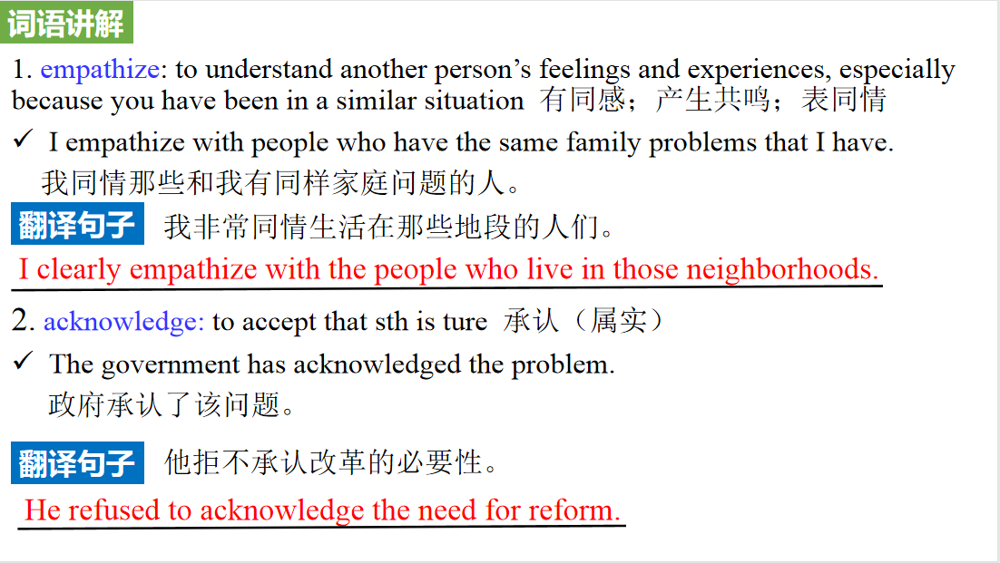 词语讲解
1. empathize: to understand another person’s feelings and experiences, especially
because you have been in a similar situation 有同感；产生共鸣；表同情
✓ I empathize with people who have the same family problems that I have.
我同情那些和我有同样家庭问题的人。
翻译句子 我非常同情生活在那些地段的人们。
I clearly empathize with the people who live in those neighborhoods.
2. acknowledge: to accept that sth is ture 承认（属实）
✓ The government has acknowledged the problem.
政府承认了该问题。
翻译句子 他拒不承认改革的必要性。
He refused to acknowledge the need for reform.